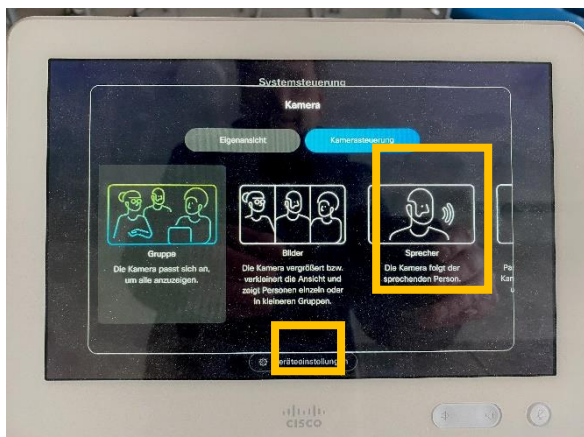 Systemsteuerung
Kamera
Eigenansicht
Kamerasteuerung
Gruppe
Die Kamera passt sich an,
um alle anzuzeigen.
Bilder
Die Kamera vergrößert bzw.
verkleinert die Ansicht und
zeigt Personen einzeln oder
in kleineren Gruppen.
Sprecher
Die Kamera folgt der
sprechenden Person.
Geräteeinstellungen
CISCO